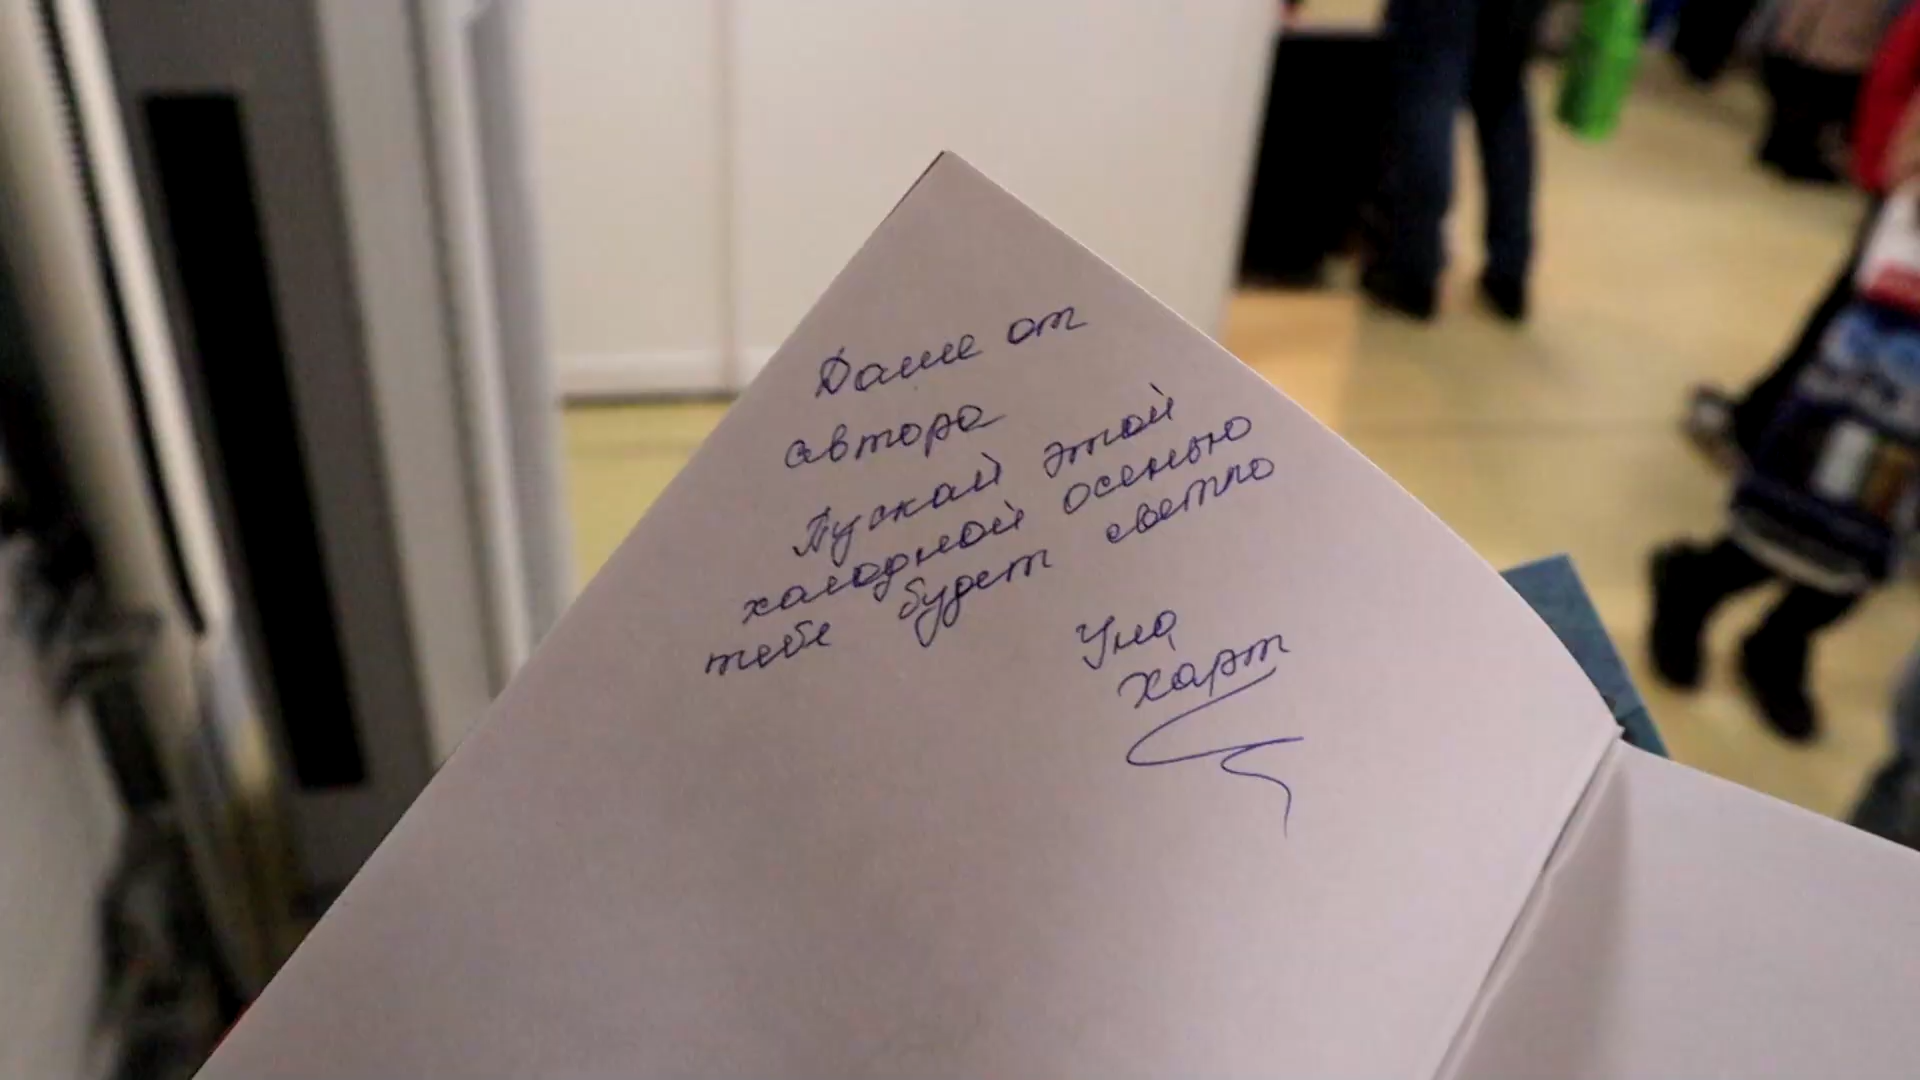 Даше от
автора
Пускай этой
холодной осенью
тебе будет светло
Уна
Харт